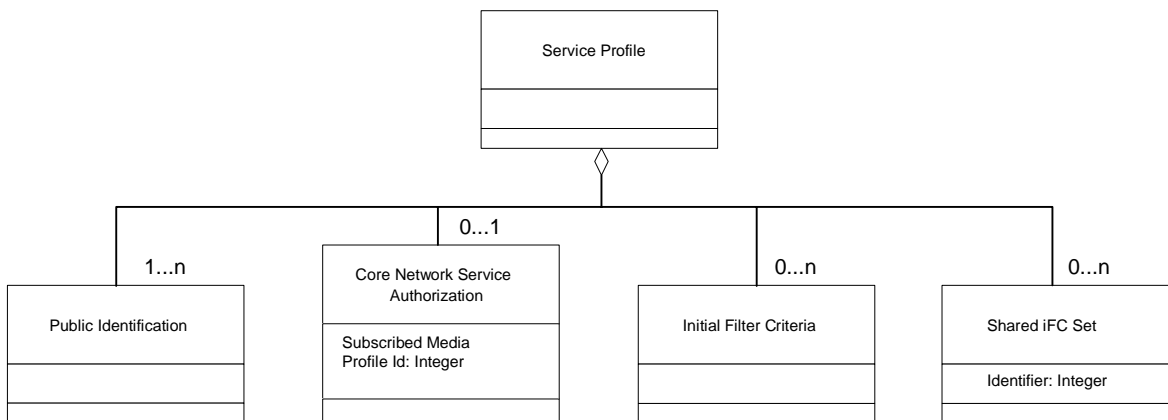 Service Profile
0...1
1...n
0...n
0...n
Core Network Service
Authorization
Public Identification
Initial Filter Criteria
Shared iFC Set
Subscribed Media
Profile Id: Integer
Identifier: Integer